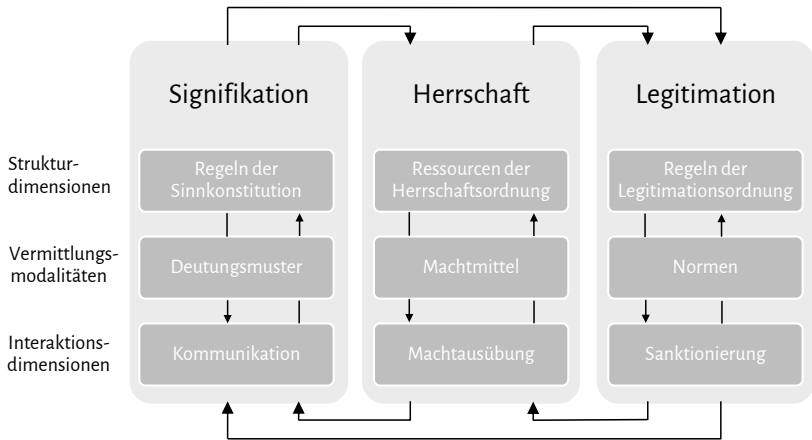 Signifikation
Herrschaft
Legitimation
Struktur-
dimensionen
Regeln der
Sinnkonstitution
Ressourcen der
Herrschaftsordnung
Regeln der
Legitimationsordnung
Vermittlungs-
modalitäten
Deutungsmuster
Machtmittel
Normen
Interaktions-
dimensionen
Kommunikation
Machtausübung
Sanktionierung